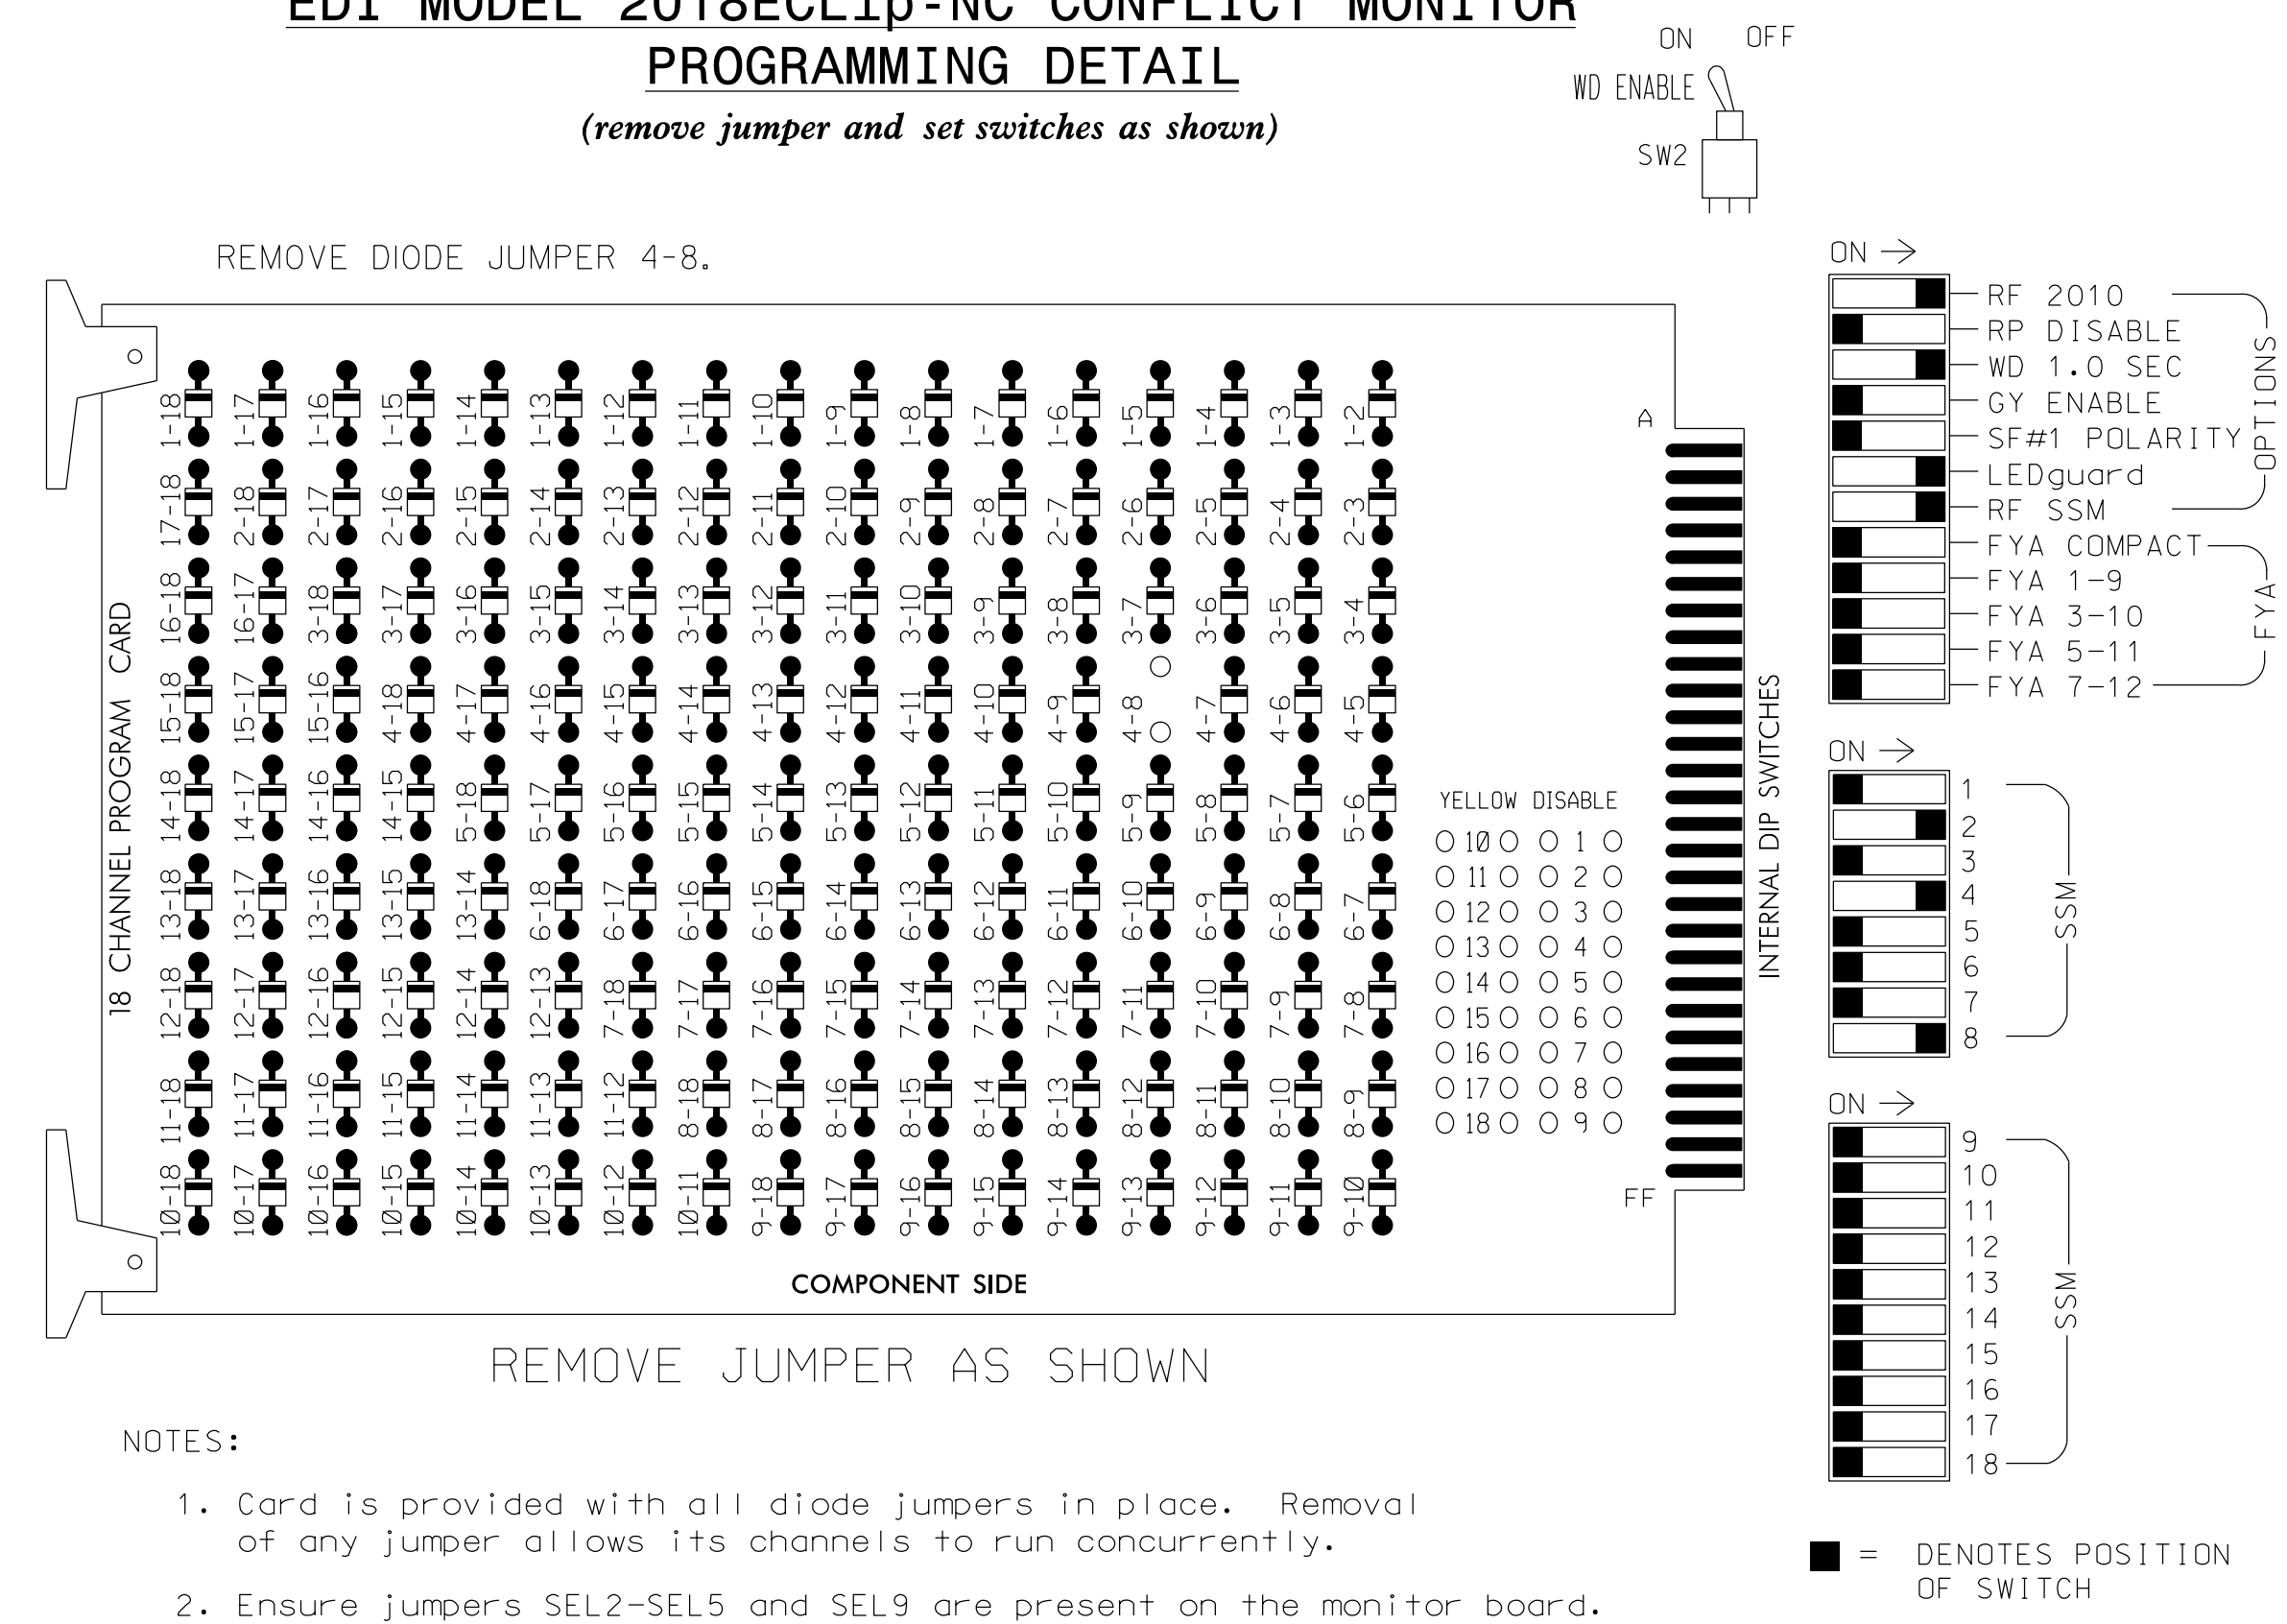 EDI MODEL 2018ECLip-NC CONFLICT MONITOR
PROGRAMMING DETAIL
(remove jumper and set switches as shown)
ON OFF
WD ENABLE
SW2
REMOVE DIODE JUMPER 4-8.
18 CHANNEL PROGRAM CARD
1-18 1-17 1-16 1-15 1-14 1-13 1-12 1-11 1-10 1-9 1-8 1-7 1-6 1-5 1-4 1-3 1-2
17-18 2-18 2-17 2-16 2-15 2-14 2-13 2-12 2-11 2-10 2-9 2-8 2-7 2-6 2-5 2-4 2-3
16-18 16-17 3-18 3-17 3-16 3-15 3-14 3-13 3-12 3-11 3-10 3-9 3-8 3-7 3-6 3-5 3-4
15-18 15-17 15-16 4-18 4-17 4-16 4-15 4-14 4-13 4-12 4-11 4-10 4-9 4-8 4-7 4-6 4-5
14-18 14-17 14-16 14-15 5-18 5-17 5-16 5-15 5-14 5-13 5-12 5-11 5-10 5-9 5-8 5-7 5-6
13-18 13-17 13-16 13-15 13-14 6-18 6-17 6-16 6-15 6-14 6-13 6-12 6-11 6-10 6-9 6-8 6-7
12-18 12-17 12-16 12-15 12-14 12-13 7-18 7-17 7-16 7-15 7-14 7-13 7-12 7-11 7-10 7-9 7-8
11-18 11-17 11-16 11-15 11-14 11-13 11-12 8-18 8-17 8-16 8-15 8-14 8-13 8-12 8-11 8-10 8-9
10-18 10-17 10-16 10-15 10-14 10-13 10-12 10-11 9-18 9-17 9-16 9-15 9-14 9-13 9-12 9-11 9-10
A
YELLOW DISABLE
10 1
11 2
12 3
13 4
14 5
15 6
16 7
17 8
18 9
FF
COMPONENT SIDE
INTERNAL DIP SWITCHES
ON
RF 2010
RP DISABLE
WD 1.0 SEC
GY ENABLE
SF#1 POLARITY
LEDguard
RF SSM
OPTIONS
FYA COMPACT
FYA 1-9
FYA 3-10
FYA 5-11
FYA 7-12
FYA
ON
1
2
3
4
5
6
7
8
SSM
ON
9
10
11
12
13
14
15
16
17
18
SSM
REMOVE JUMPER AS SHOWN
NOTES:
1. Card is provided with all diode jumpers in place. Removal
of any jumper allows its channels to run concurrently.
2. Ensure jumpers SEL2-SEL5 and SEL9 are present on the monitor board.
= DENOTES POSITION
OF SWITCH